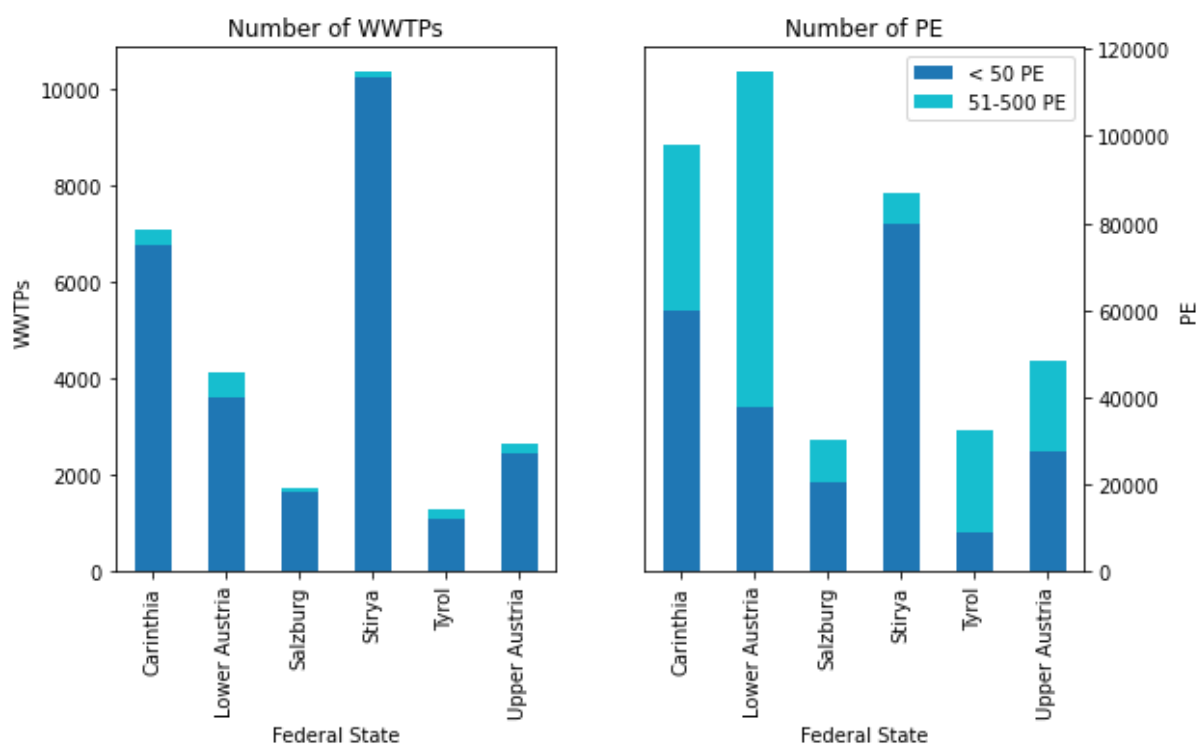 Number of WWTPs
WWTPs
10000
8000
6000
4000
2000
0
Carinthia
Lower Austria
Salzburg
Stirya
Tyrol
Upper Austria
Federal State
Number of PE
< 50 PE
51-500 PE
120000
100000
80000
60000
40000
20000
0
PE
Carinthia
Lower Austria
Salzburg
Stirya
Tyrol
Upper Austria
Federal State